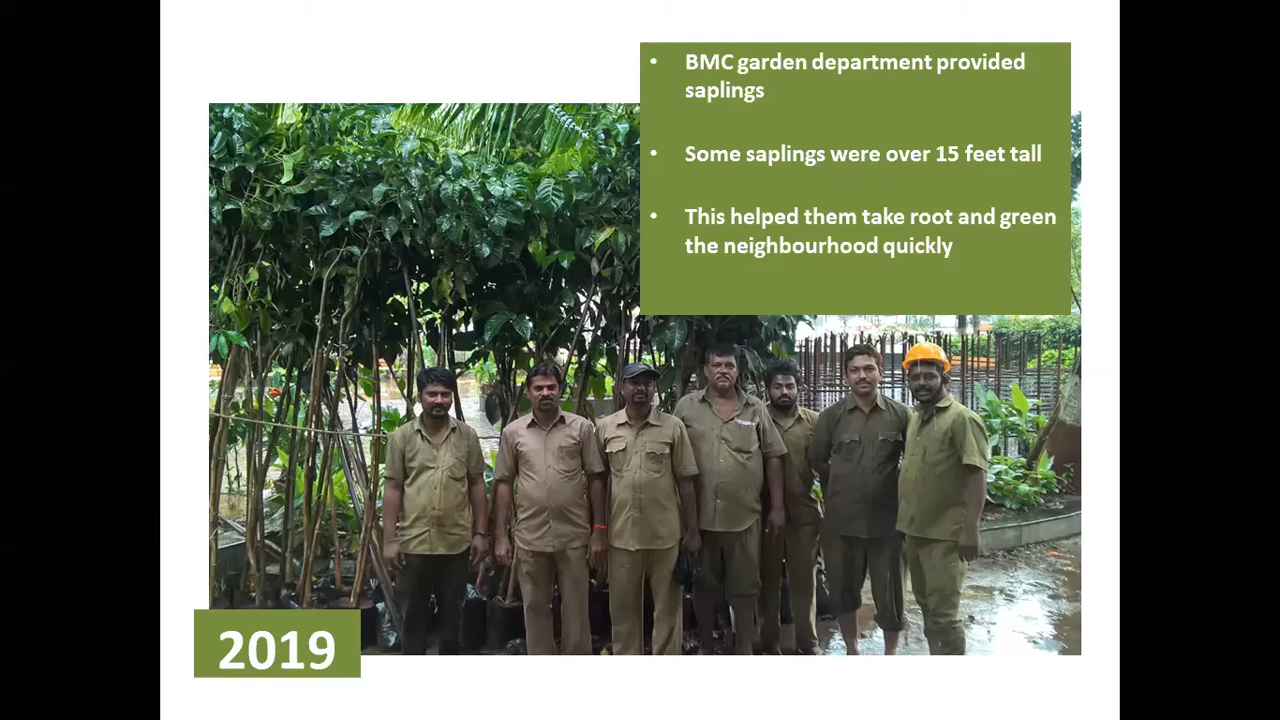 • BMC garden department provided
saplings
• Some saplings were over 15 feet tall
• This helped them take root and green
the neighbourhood quickly
2019